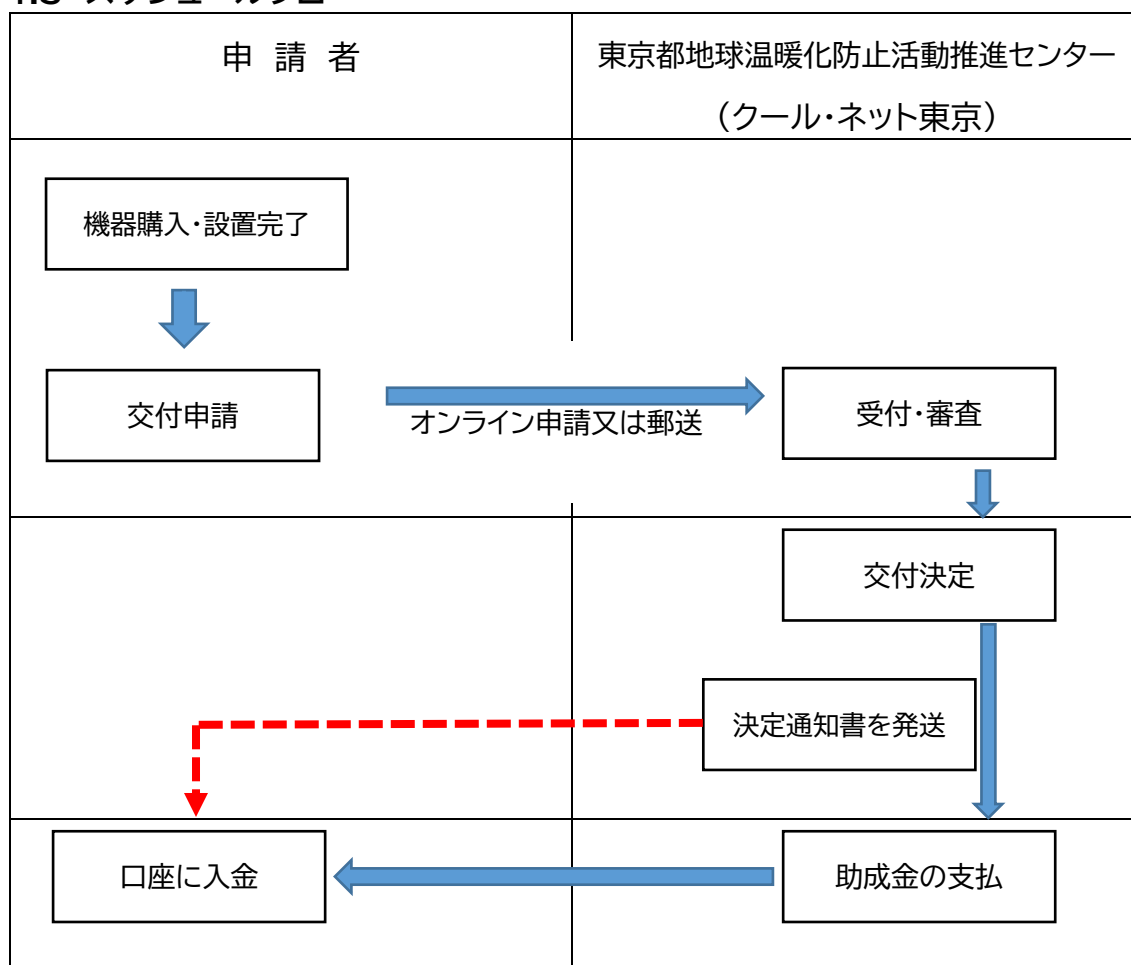 申 請 者
東京都地球温暖化防止活動推進センター
（クール・ネット東京）
機器購入・設置完了
交付申請
オンライン申請又は郵送
受付・審査
交付決定
決定通知書を発送
口座に入金
助成金の支払